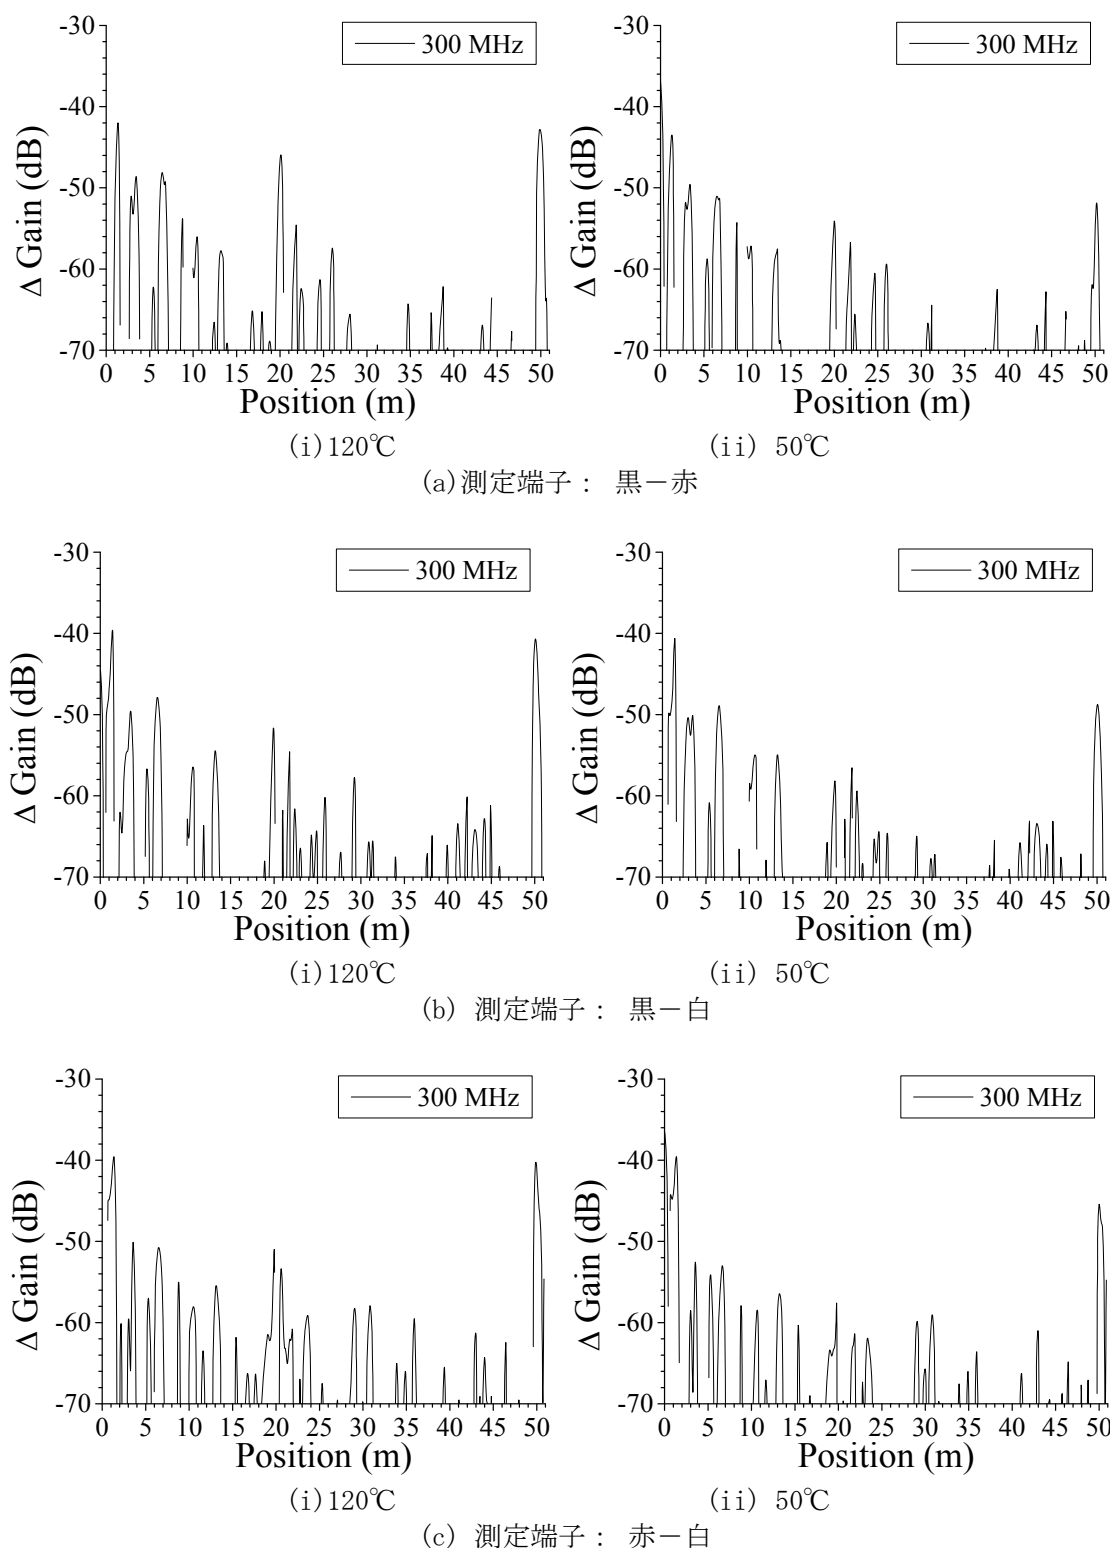 -30
-40
-50
-60
-70
Δ Gain (dB)
300 MHz
0 5 10 15 20 25 30 35 40 45 50
Position (m)
-30
-40
-50
-60
-70
Δ Gain (dB)
300 MHz
0 5 10 15 20 25 30 35 40 45 50
Position (m)
(i)120℃ (ii) 50℃
(a)測定端子： 黒－赤
-30
-40
-50
-60
-70
Δ Gain (dB)
300 MHz
0 5 10 15 20 25 30 35 40 45 50
Position (m)
-30
-40
-50
-60
-70
Δ Gain (dB)
300 MHz
0 5 10 15 20 25 30 35 40 45 50
Position (m)
(i)120℃ (ii) 50℃
(b) 測定端子： 黒－白
-30
-40
-50
-60
-70
Δ Gain (dB)
300 MHz
0 5 10 15 20 25 30 35 40 45 50
Position (m)
-30
-40
-50
-60
-70
Δ Gain (dB)
300 MHz
0 5 10 15 20 25 30 35 40 45 50
Position (m)
(i)120℃ (ii) 50℃
(c) 測定端子： 赤－白